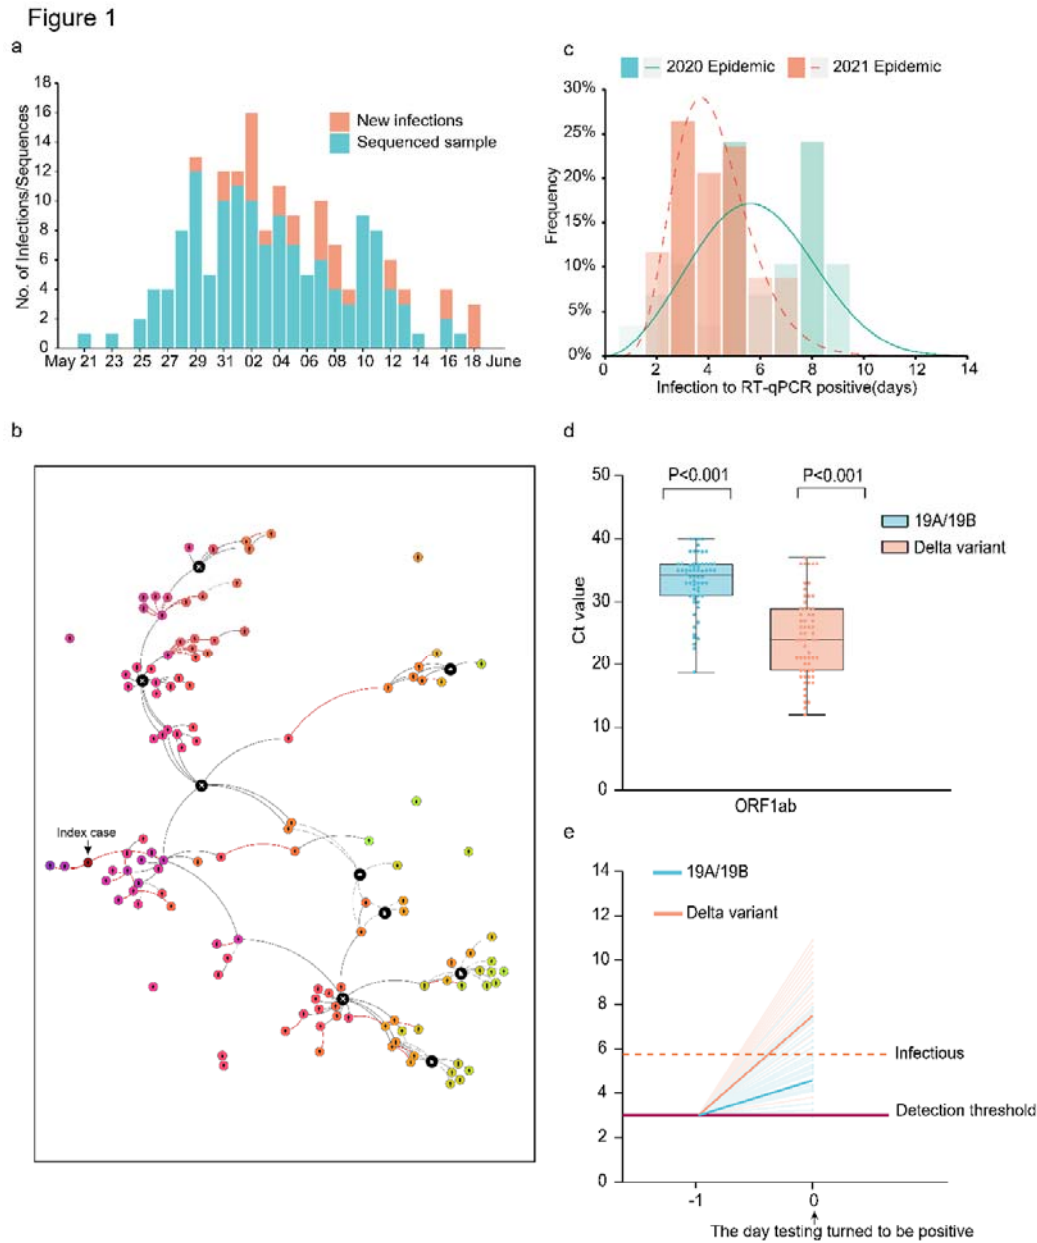 Figure 1
a
18
16
14
12
10
8
6
4
2
0
No. of Infections/Sequences
New infections
Sequenced sample
May 21 23 25 27 29 31 02 04 06 08 10 12 14 16 18 June
c
2020 Epidemic 2021 Epidemic
30%
25%
20%
15%
10%
5%
0%
Frequency
0 2 4 6 8 10 12 14
Infection to RT-qPCR positive(days)
b
Index case
d
50
40
30
20
10
0
Ct value
P<0.001 P<0.001
19A/19B
Delta variant
ORF1ab
e
14
12
10
8
6
4
2
0
19A/19B
Delta variant
Infectious
Detection threshold
-1 0
The day testing turned to be positive